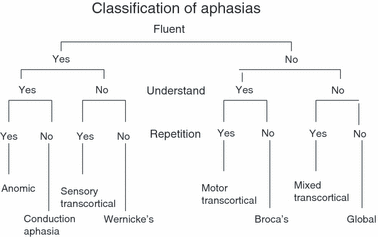 Classification of aphasias
Fluent
Yes No
Yes No Understand Yes No
Yes No Yes No Repetition Yes No Yes No
Anomic Sensory transcortical Motor transcortical Mixed transcortical
Conduction aphasia Wernicke's Broca's Global